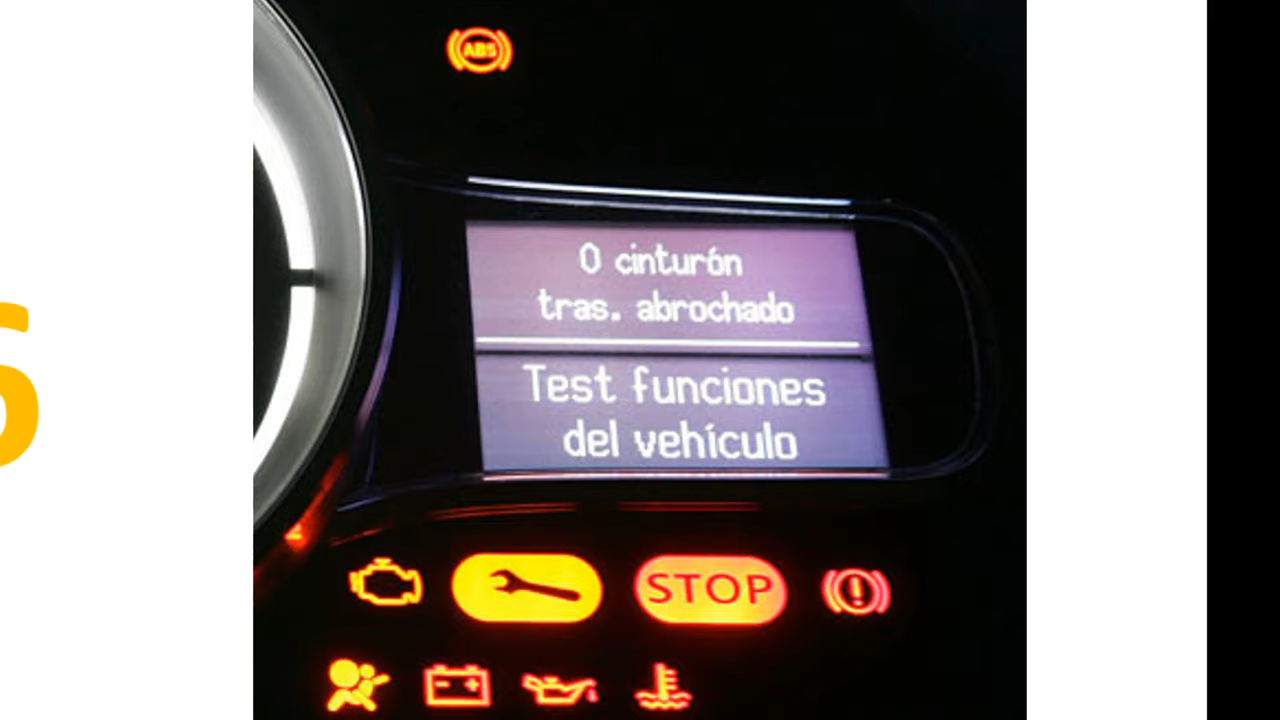 ABS
0 cinturón
tras. abrochado
Test funciones
del vehículo
STOP